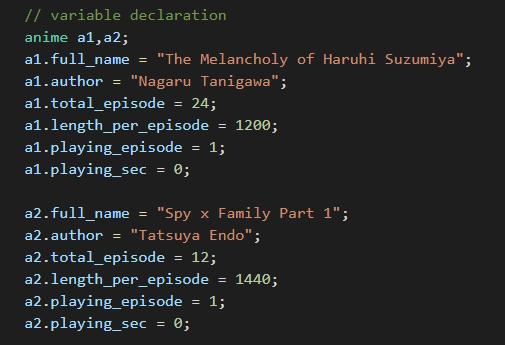 // variable declaration
anime a1,a2;
a1.full_name = "The Melancholy of Haruhi Suzumiya";
a1.author = "Nagaru Tanigawa";
a1.total_episode = 24;
a1.length_per_episode = 1200;
a1.playing_episode = 1;
a1.playing_sec = 0;
a2.full_name = "Spy x Family Part 1";
a2.author = "Tatsuya Endo";
a2.total_episode = 12;
a2.length_per_episode = 1440;
a2.playing_episode = 1;
a2.playing_sec = 0;